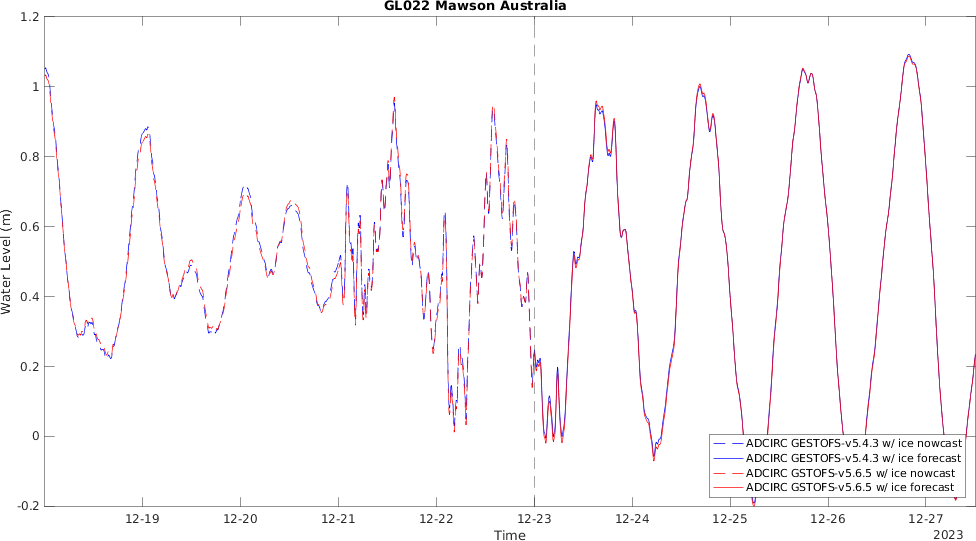 GL022 Mawson Australia
Water Level (m)
1.2
1
0.8
0.6
0.4
0.2
0
-0.2
ADCIRC GESTOFS-v5.4.3 w/ ice nowcast
ADCIRC GESTOFS-v5.4.3 w/ ice forecast
ADCIRC GSTOFS-v5.6.5 w/ ice nowcast
ADCIRC GSTOFS-v5.6.5 w/ ice forecast
12-19 12-20 12-21 12-22 12-23 12-24 12-25 12-26 12-27
Time
2023